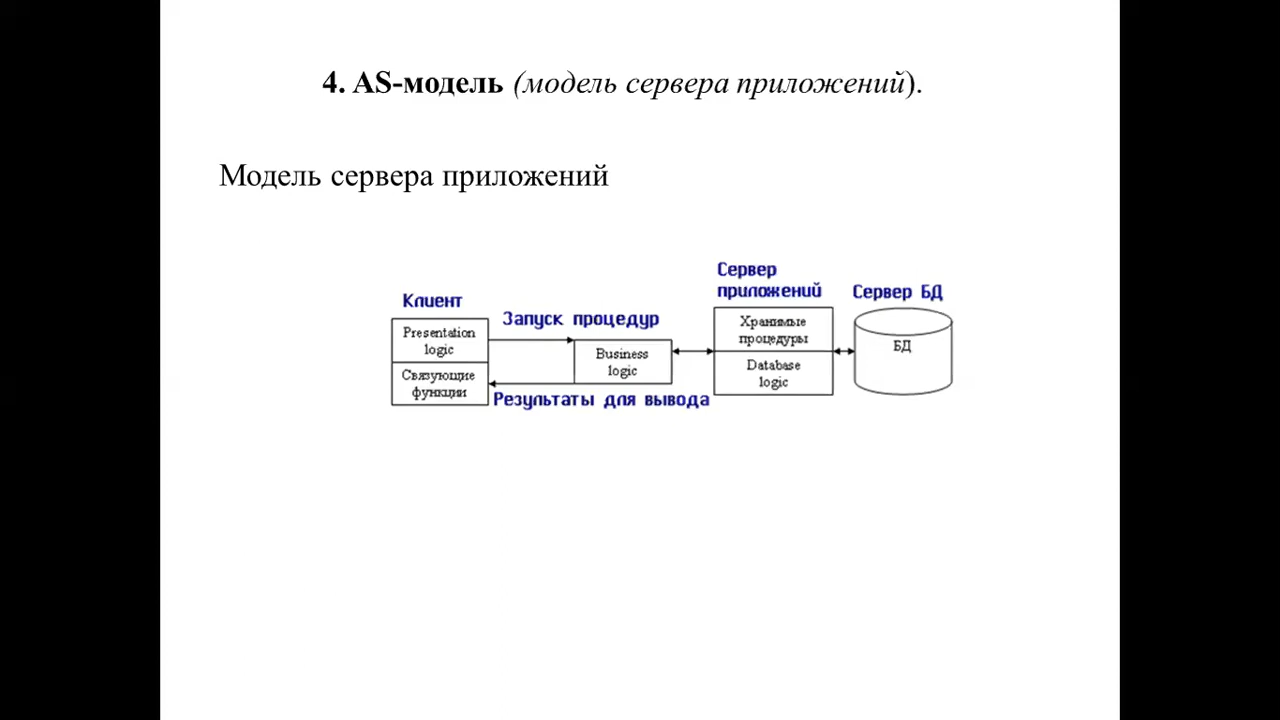 4. AS-модель (модель сервера приложений).
Модель сервера приложений
Клиент
Presentation
logic
Связующие
функции
Запуск процедур
Business
logic
Результаты для вывода
Сервер
приложений
Хранимые
процедуры
Database
logic
Сервер БД
БД